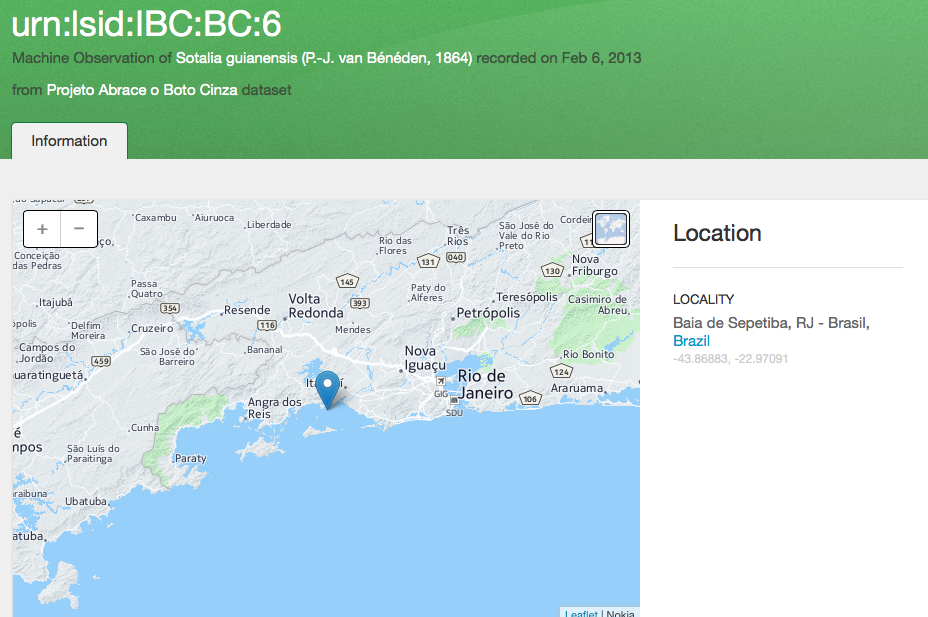 urn:lsid:IBC:BC:6
Machine Observation of Sotalia guianensis (P.-J. van Bénéden, 1864) recorded on Feb 6, 2013
from Projeto Abrace o Boto Cinza dataset
Information
+
−
Caxambu
Aiuruoca
Liberdade
Conceição
das Pedras
Rio das
Flores
Três
Rios
São José do
Vale do Rio
Preto
Nova
Friburgo
131
040
130
145
393
354
116
459
124
106
Itajubá
Passa
Quatro
Resende
Volta
Redonda
Paty do
Alferes
Teresópolis
Casimiro de
Abreu
Petrópolis
Delfim
Moreira
Cruzeiro
Mendes
Campos do
Jordão
São José do
Barreiro
Bananal
Nova
Iguaçu
Rio Bonito
uaratinguetá
Rio de
Janeiro
GIG
SDU
Araruama
Angra dos
Reis
Cunha
São Luís do
Paraitinga
Paraty
Ubatuba
Leaflet | Nokia
Location
LOCALITY
Baia de Sepetiba, RJ - Brasil,
Brazil
-43.86883, -22.97091